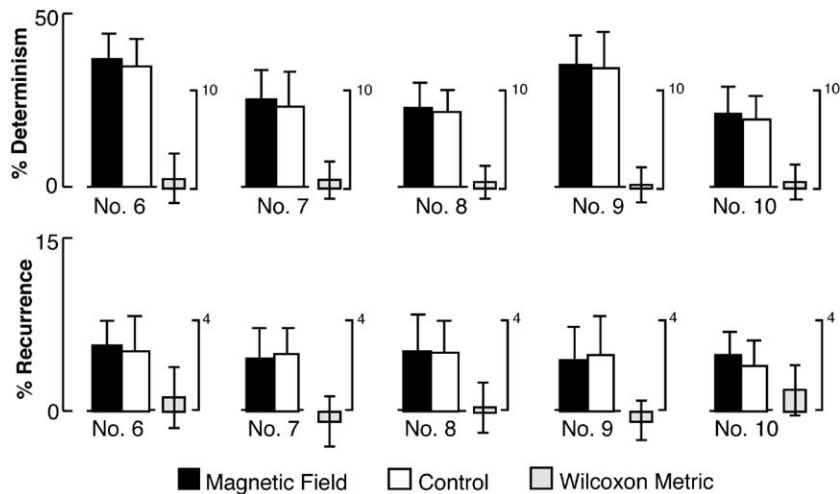 50
% Determinism
0
10
10
10
10
10
No. 6
No. 7
No. 8
No. 9
No. 10
15
% Recurrence
0
4
4
4
4
4
No. 6
No. 7
No. 8
No. 9
No. 10
Magnetic Field
Control
Wilcoxon Metric